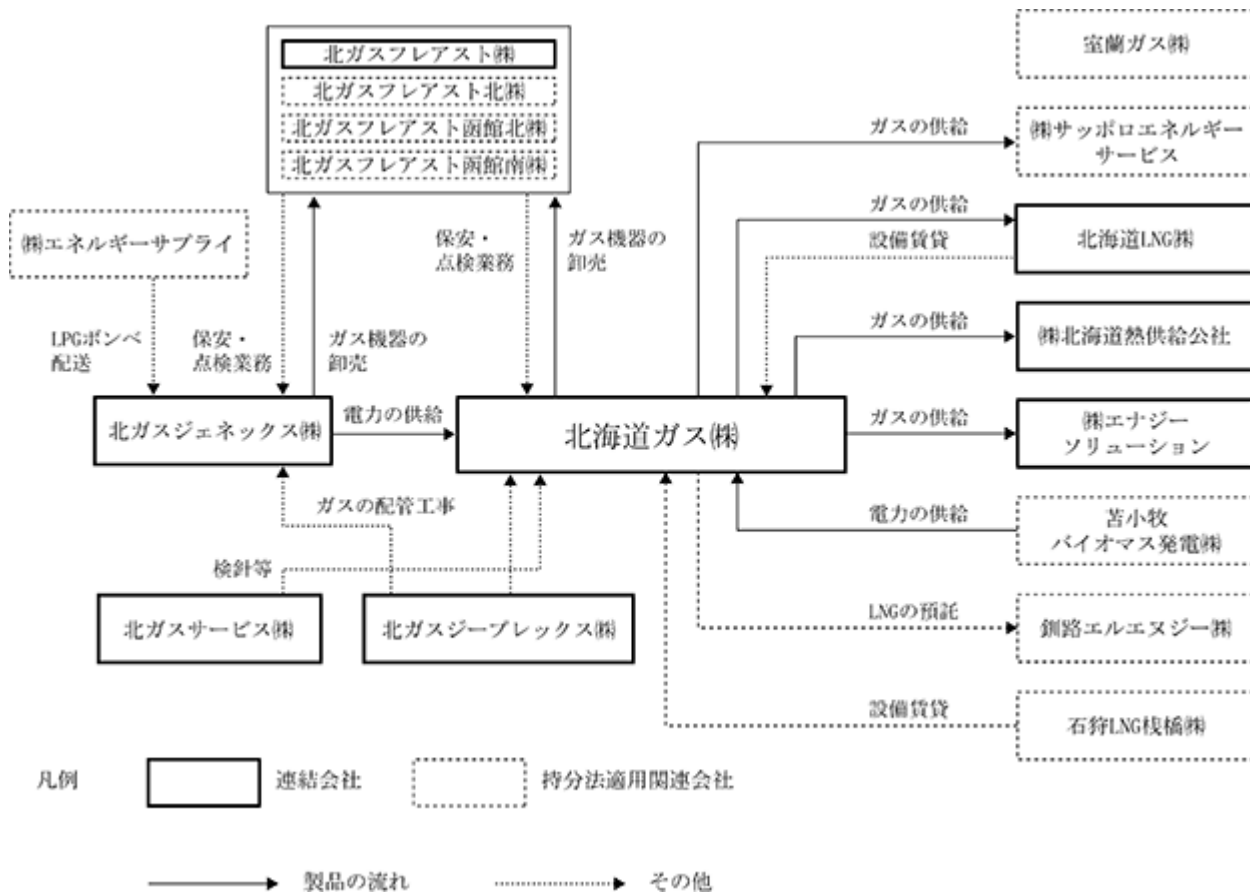 北ガスフレアスト㈱
北ガスフレアスト北㈱
北ガスフレアスト函館北㈱
北ガスフレアスト函館南㈱
室蘭ガス㈱
ガスの供給
㈱サッポロエネルギー
サービス
㈱エネルギーサプライ
保安・
点検業務
ガス機器の
卸売
ガスの供給
設備賃貸
北海道LNG㈱
LPGボンベ
配送
保安・
点検業務
ガス機器の
卸売
ガスの供給
㈱北海道熱供給公社
北ガスジェネックス㈱
電力の供給
北海道ガス㈱
ガスの供給
㈱エナジー
ソリューション
ガスの配管工事
電力の供給
苫小牧
バイオマス発電㈱
検針等
北ガスサービス㈱
北ガスジープレックス㈱
LNGの預託
釧路エルエヌジー㈱
設備賃貸
石狩LNG桟橋㈱
凡例
連結会社
持分法適用関連会社
製品の流れ
その他